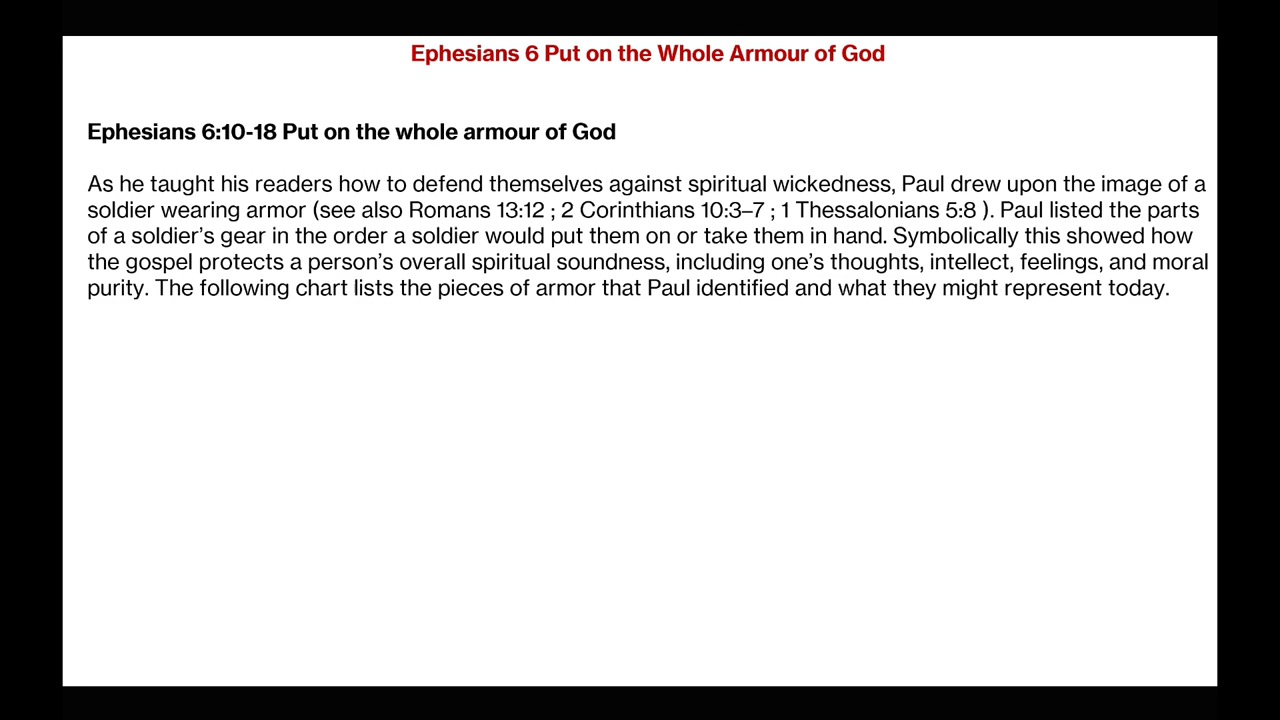 Ephesians 6 Put on the Whole Armour of God
Ephesians 6:10-18 Put on the whole armour of God
As he taught his readers how to defend themselves against spiritual wickedness, Paul drew upon the image of a
soldier wearing armor (see also Romans 13:12 ; 2 Corinthians 10:3–7 ; 1 Thessalonians 5:8 ). Paul listed the parts
of a soldier’s gear in the order a soldier would put them on or take them in hand. Symbolically this showed how
the gospel protects a person’s overall spiritual soundness, including one’s thoughts, intellect, feelings, and moral
purity. The following chart lists the pieces of armor that Paul identified and what they might represent today.